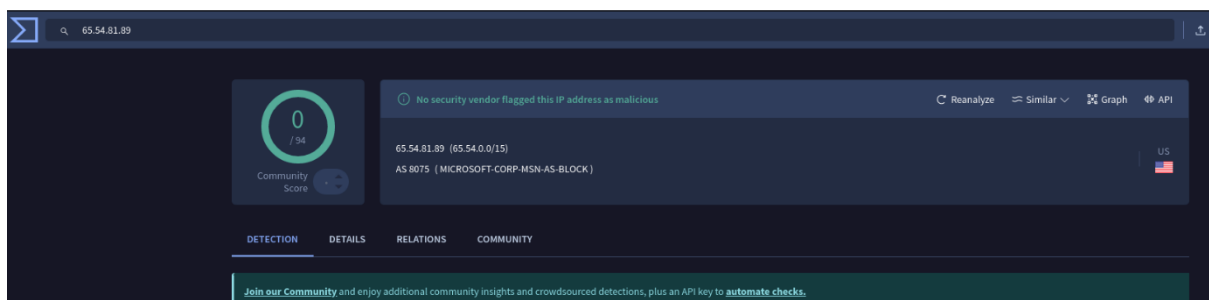 65.54.81.89
0
/ 94
Community
Score
No security vendor flagged this IP address as malicious
Reanalyze
Similar
Graph
API
65.54.81.89 (65.54.0.0/15)
AS 8075 ( MICROSOFT-CORP-MSN-AS-BLOCK )
US
DETECTION DETAILS RELATIONS COMMUNITY
Join our Community and enjoy additional community insights and crowdsourced detections, plus an API key to automate checks.